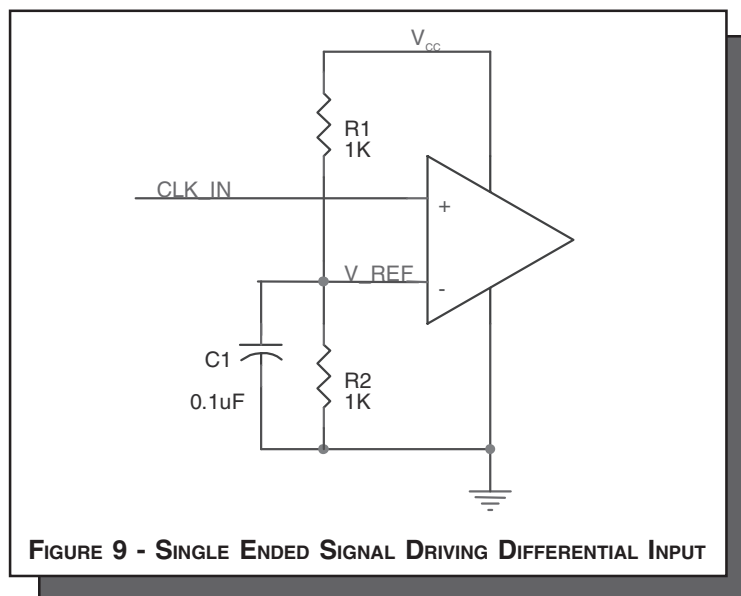 Vcc
R1
1K
CLK_IN
+
V_REF
-
C1
0.1uF
R2
1K
FIGURE 9 - SINGLE ENDED SIGNAL DRIVING DIFFERENTIAL INPUT